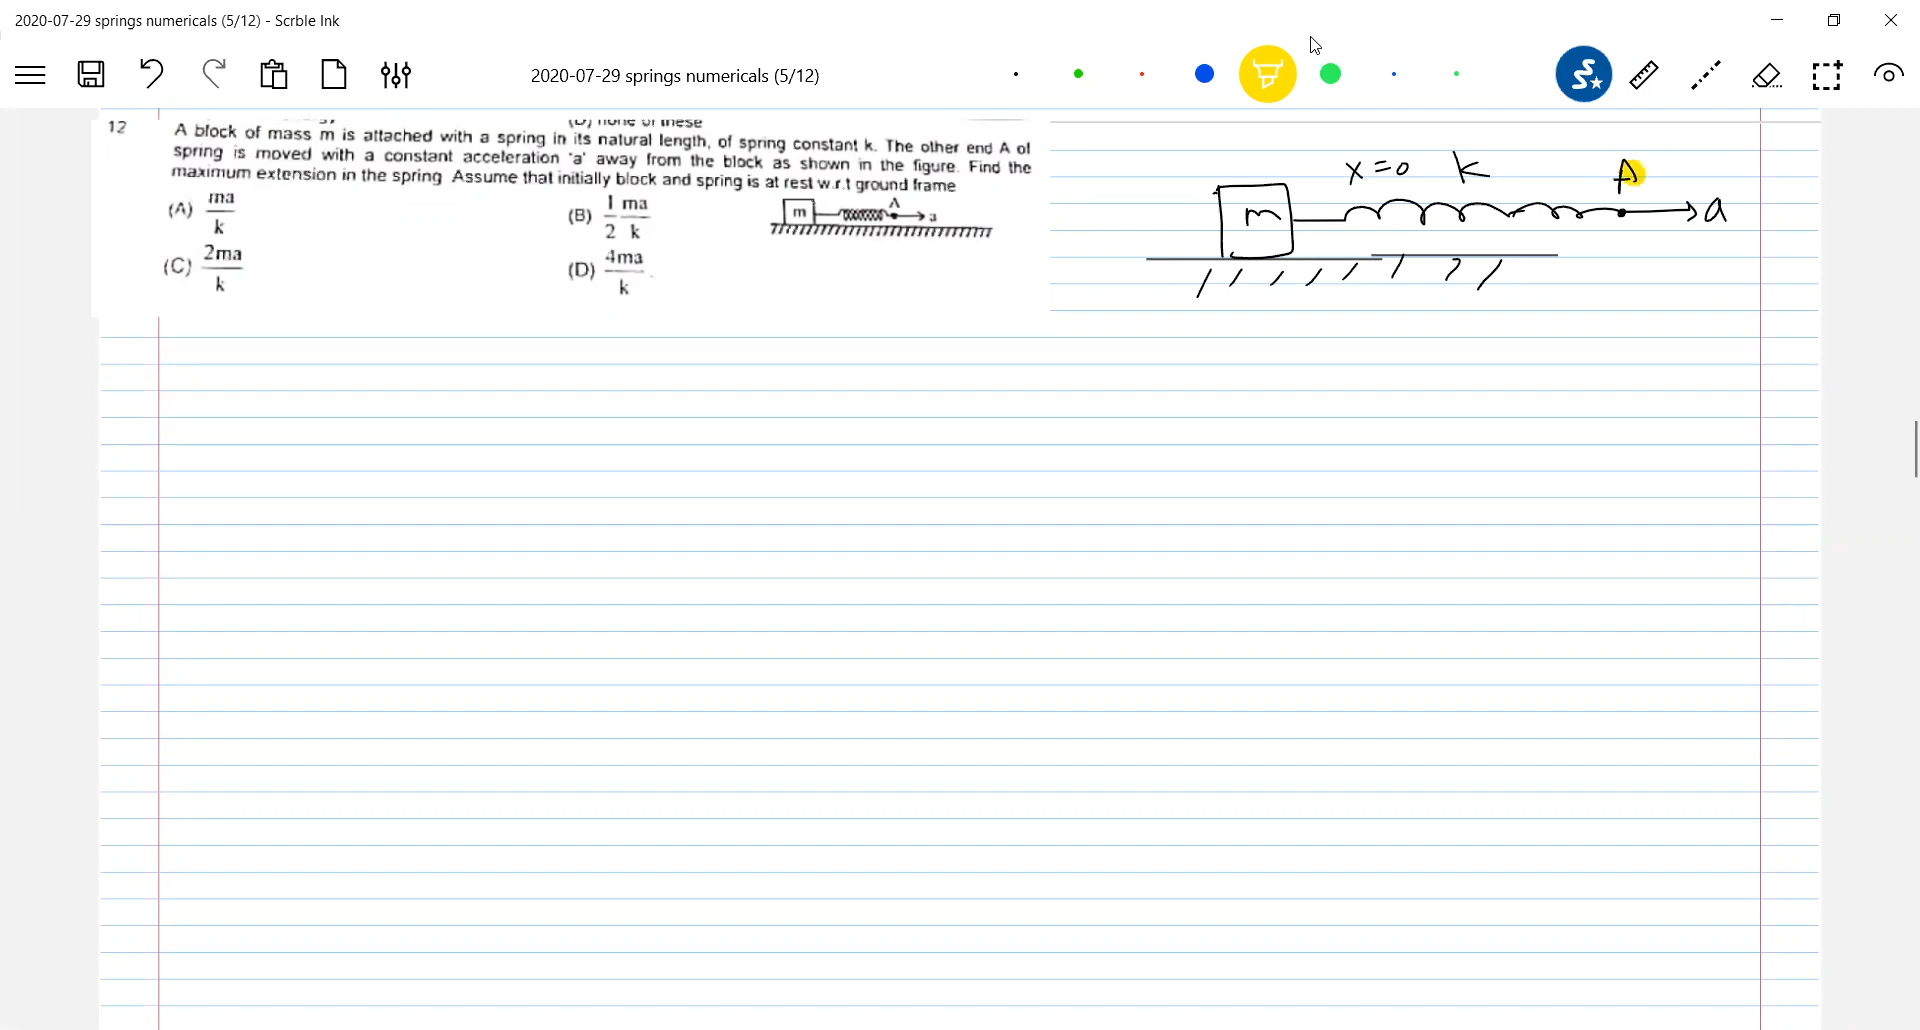 2020-07-29 springs numericals (5/12) - Scrble Ink
2020-07-29 springs numericals (5/12)
(D) none of these
12
A block of mass m is attached with a spring in its natural length, of spring constant k. The other end A of
spring is moved with a constant acceleration 'a' away from the block as shown in the figure. Find the
maximum extension in the spring Assume that initially block and spring is at rest w.r.t ground frame
(A) ma/k
(B) 1/2 ma/k
(C) 2ma/k
(D) 4ma/k
m A a
x=0 k A
m a